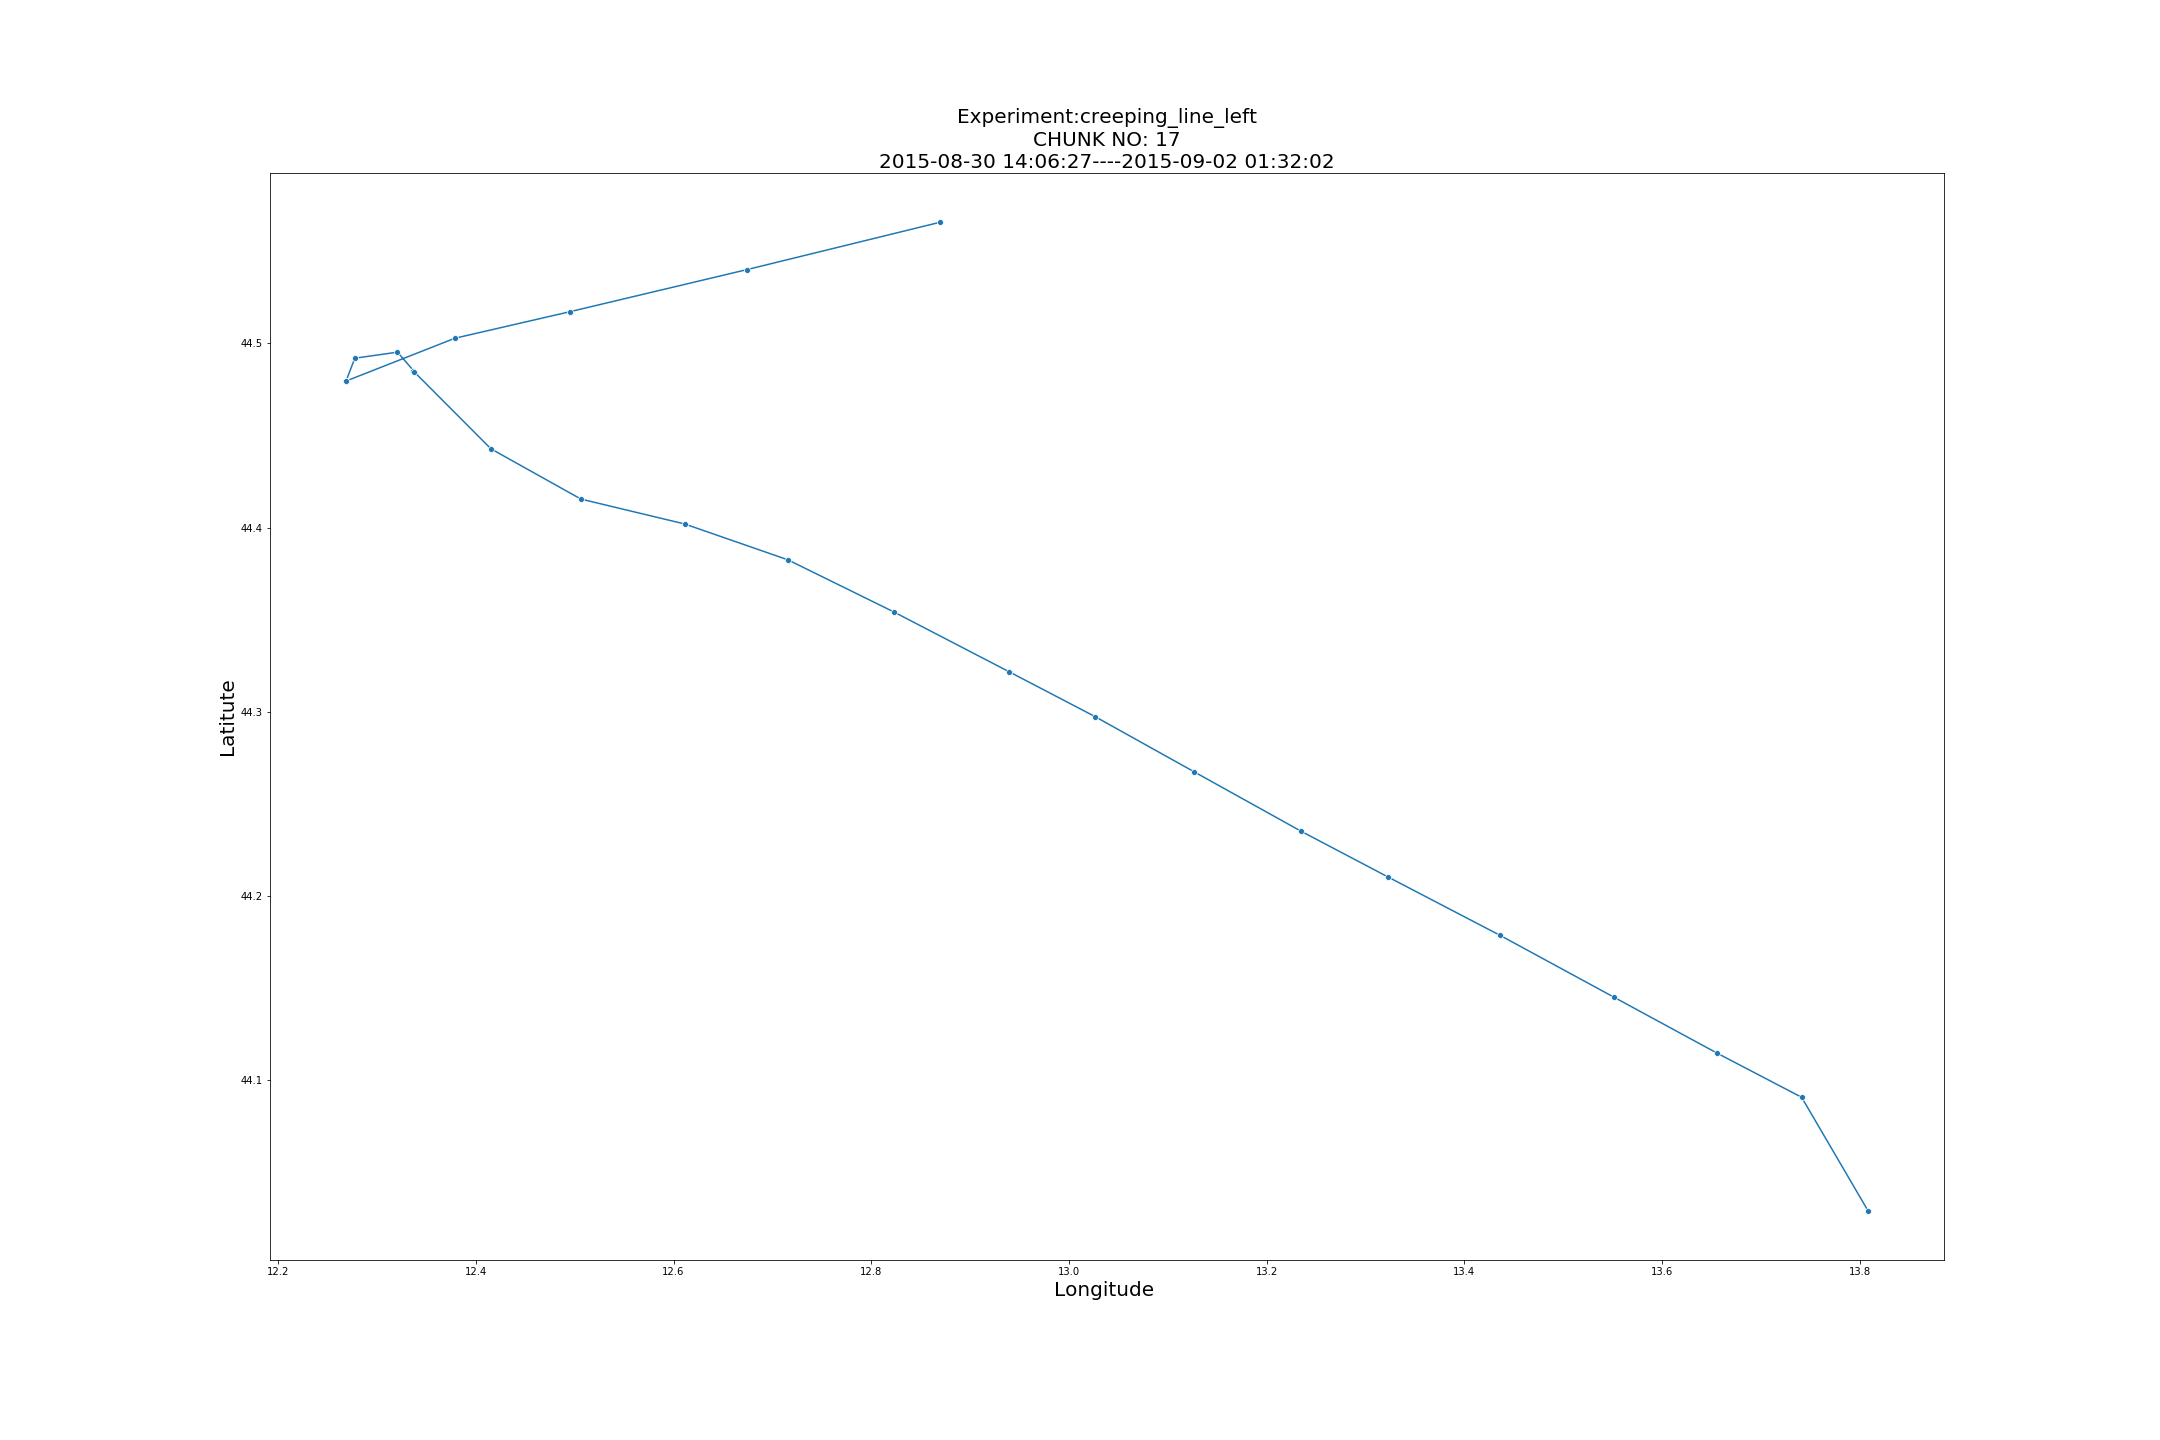 Experiment:creeping_line_left
CHUNK NO: 17
2015-08-30 14:06:27----2015-09-02 01:32:02
Latitute
44.5
44.4
44.3
44.2
44.1
12.2 12.4 12.6 12.8 13.0 13.2 13.4 13.6 13.8
Longitude